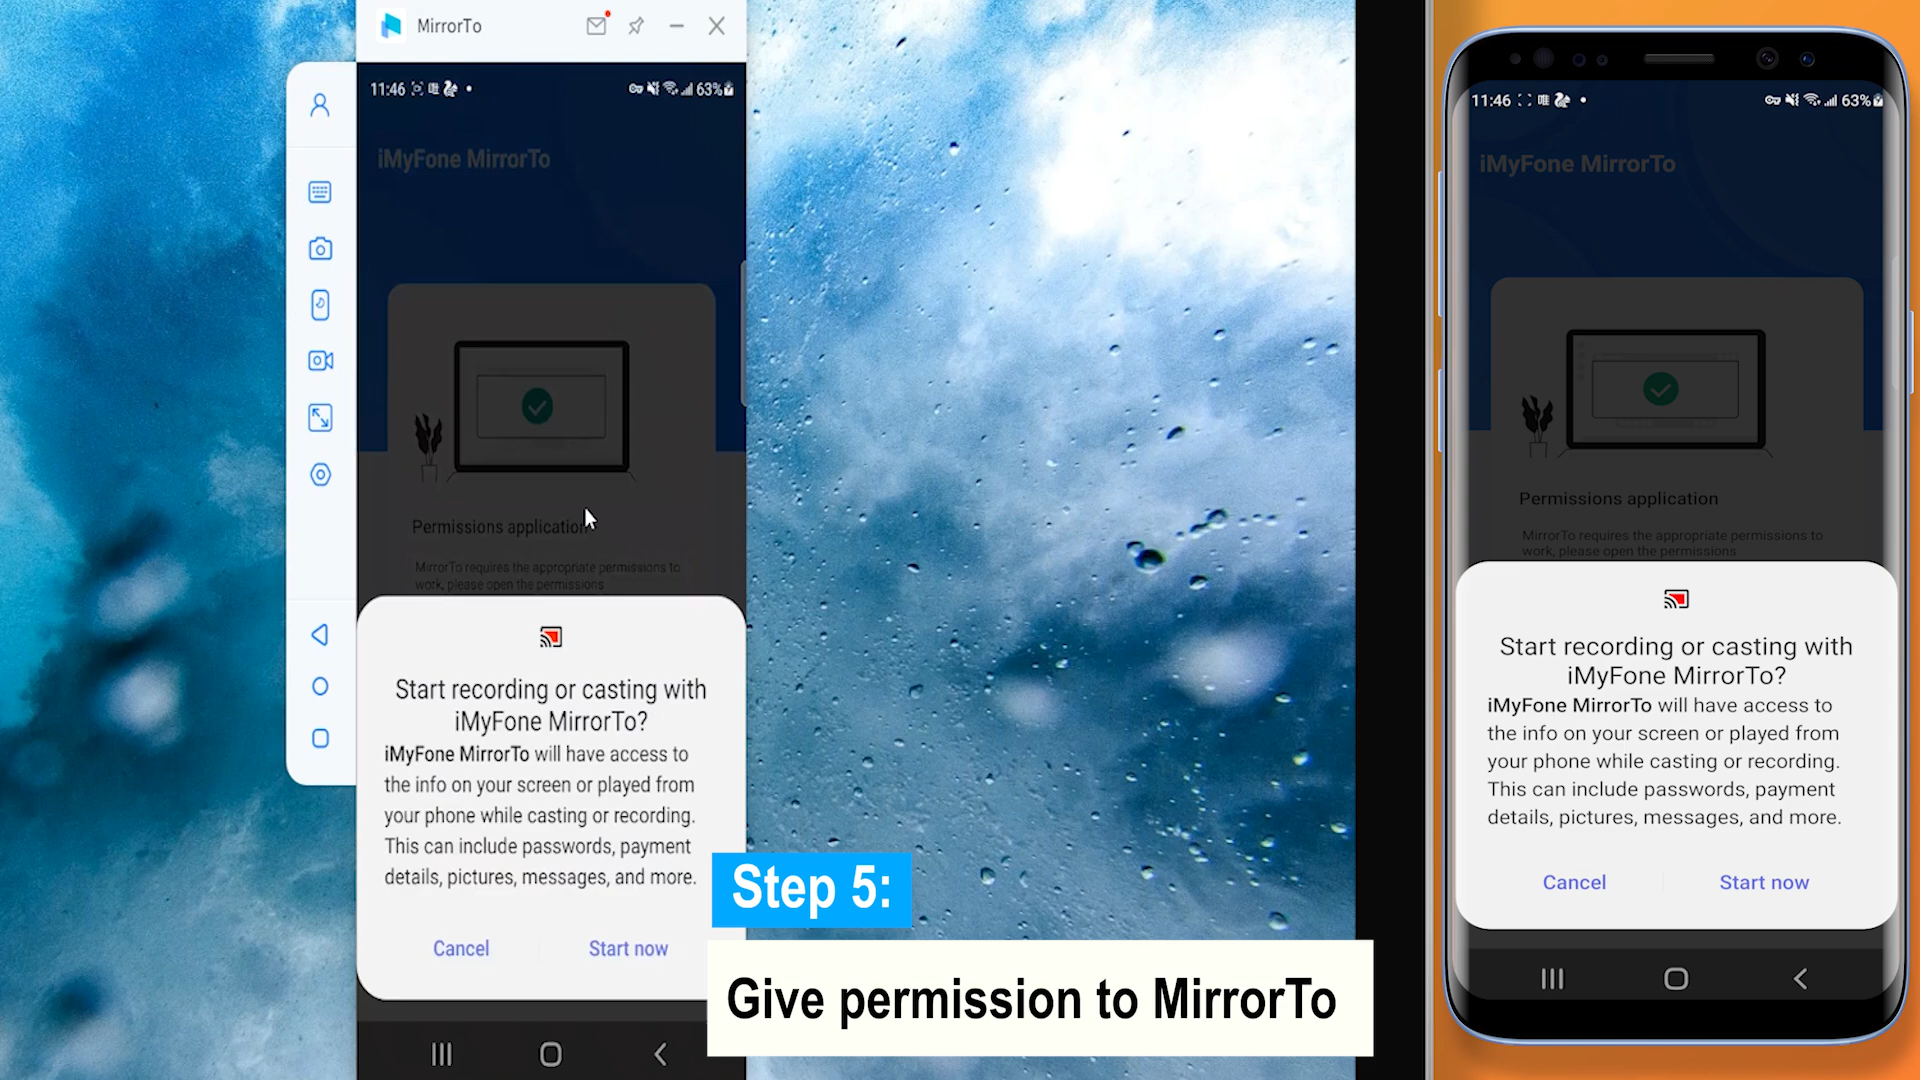 MirrorTo
11:46
63%
iMyFone MirrorTo
Permissions application
MirrorTo requires the appropriate permissions to
work, please open the permissions
Start recording or casting with
iMyFone MirrorTo?
iMyFone MirrorTo will have access to
the info on your screen or played from
your phone while casting or recording.
This can include passwords, payment
details, pictures, messages, and more.
Cancel
Start now
Step 5:
Give permission to MirrorTo
11:46
63%
iMyFone MirrorTo
Permissions application
MirrorTo requires the appropriate permissions to
work, please open the permissions
Start recording or casting with
iMyFone MirrorTo?
iMyFone MirrorTo will have access to
the info on your screen or played from
your phone while casting or recording.
This can include passwords, payment
details, pictures, messages, and more.
Cancel
Start now